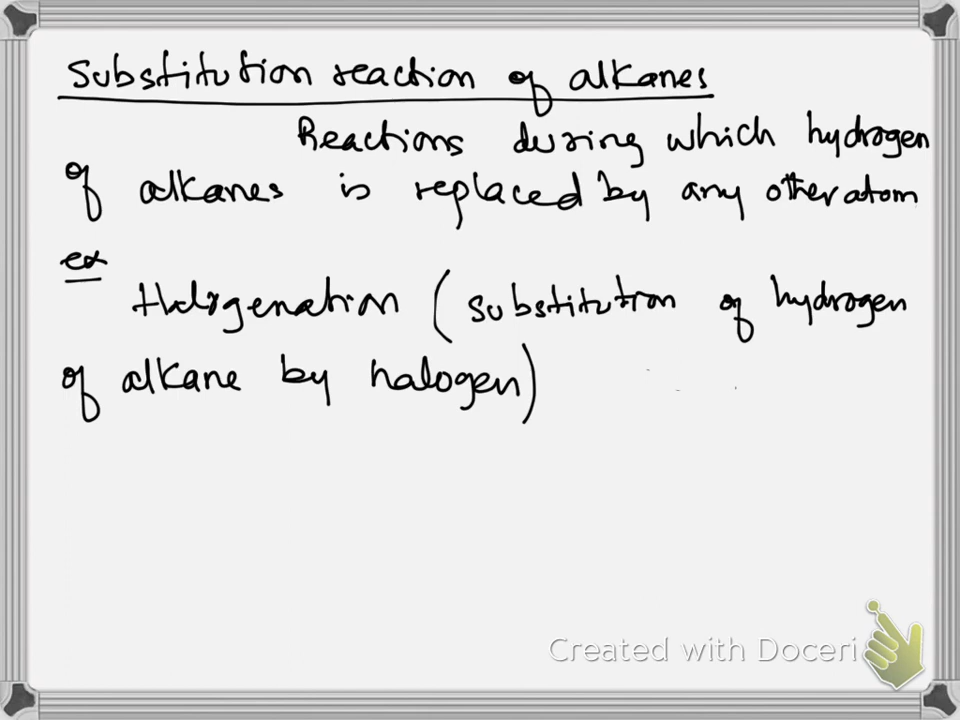 Substitution reaction of alkanes
Reactions during which hydrogen
of alkanes is replaced by any other atom
ex
Halogenation (substitution of hydrogen
of alkane by halogen)
Created with Doceri